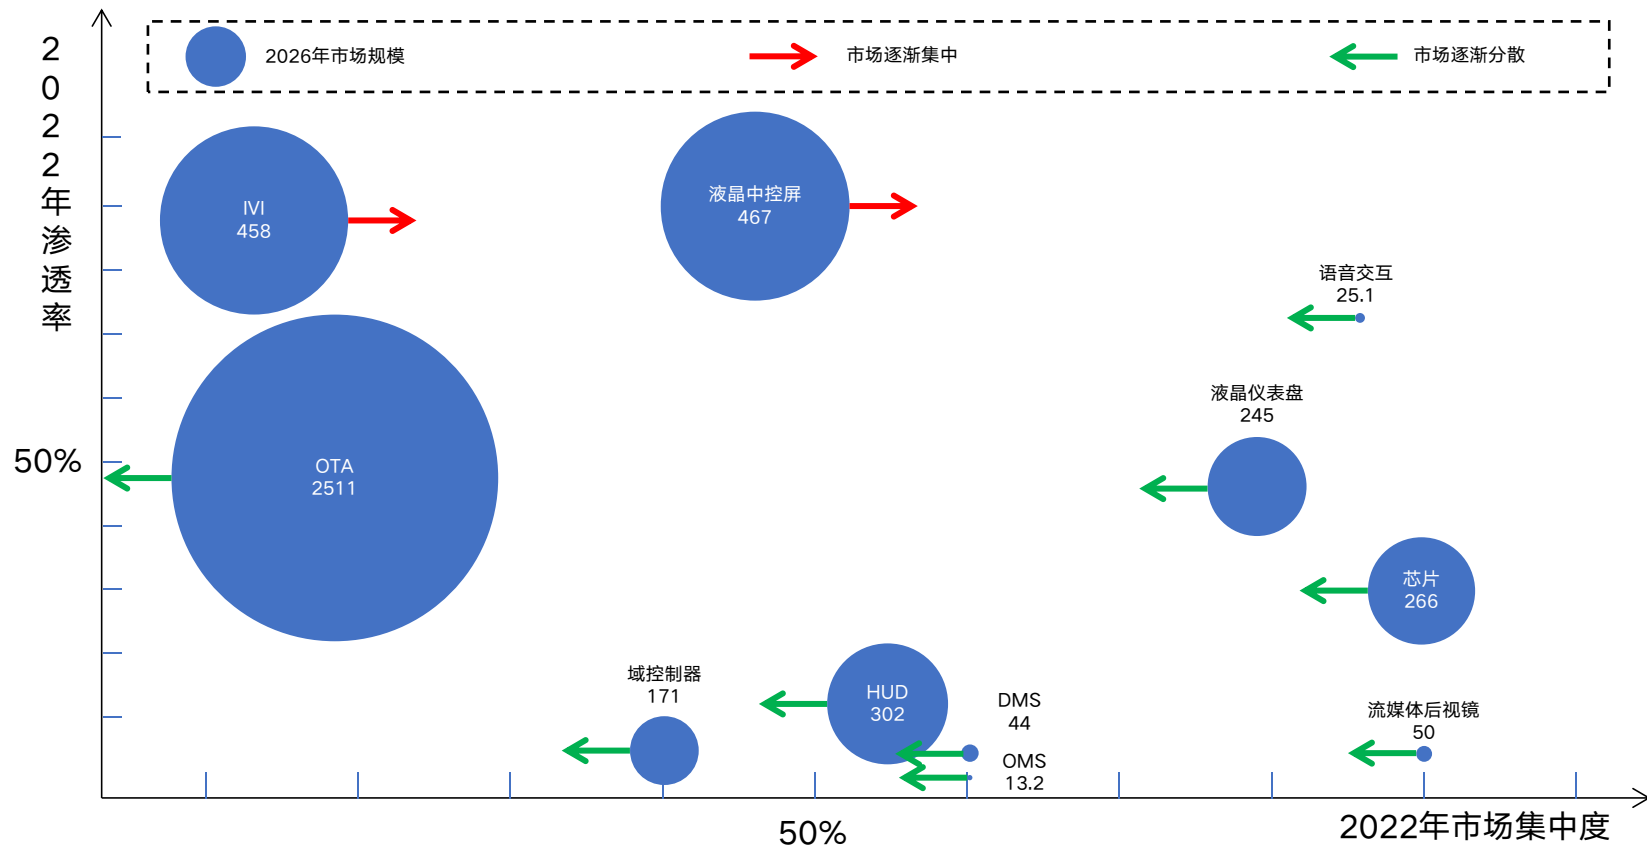 2022年渗透率
2026年市场规模
市场逐渐集中
市场逐渐分散
IVI
458
液晶中控屏
467
语音交互
25.1
液晶仪表盘
245
50%
OTA
2511
芯片
266
域控制器
171
HUD
302
DMS
44
OMS
13.2
流媒体后视镜
50
50%
2022年市场集中度